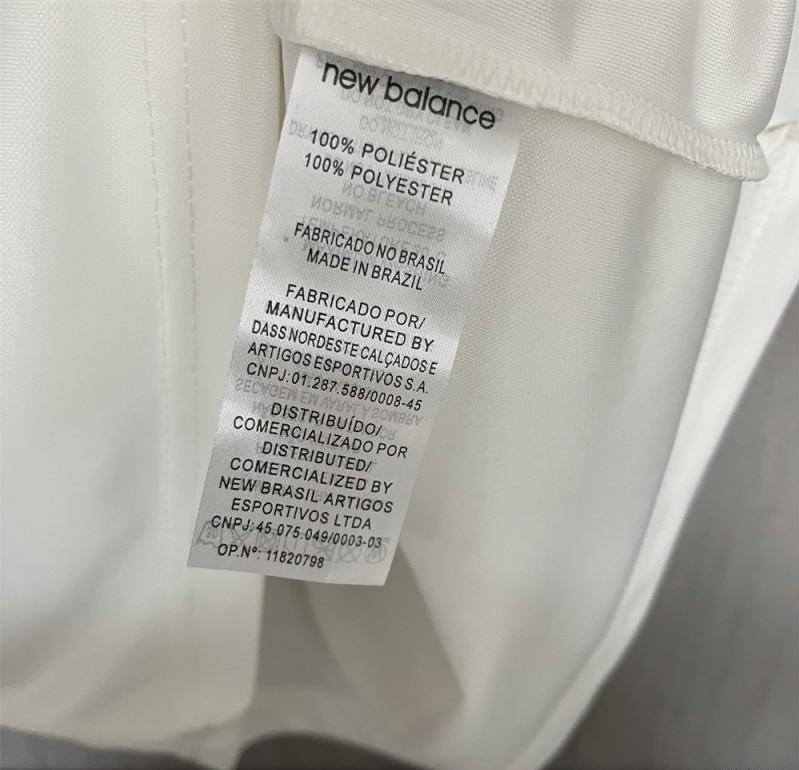 new balance
100% POLIÉSTER
100% POLYESTER
FABRICADO NO BRASIL
MADE IN BRAZIL
FABRICADO POR/
MANUFACTURED BY
DASS NORDESTE CALÇADOS E
ARTIGOS ESPORTIVOS S.A.
CNPJ:01.287.588/0008-45
DISTRIBUÍDO/
COMERCIALIZADO POR
DISTRIBUTED/
COMERCIALIZED BY
NEW BRASIL ARTIGOS
ESPORTIVOS LTDA
CNPJ:45.075.049/0003-03
OP.Nº: 11820798